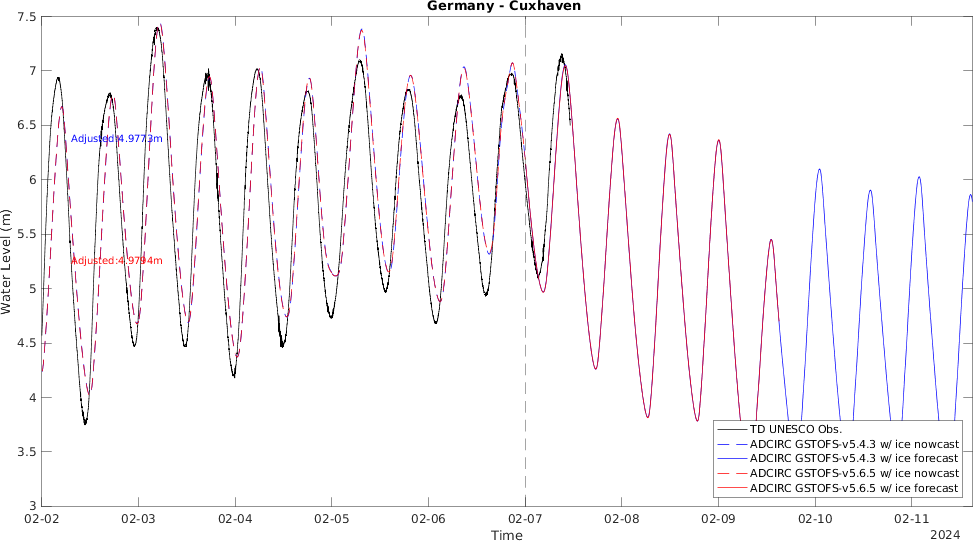 Germany - Cuxhaven
7.5
7
6.5
6
5.5
5
4.5
4
3.5
3
Water Level (m)
Adjusted:4.9773m
Adjusted:4.9794m
TD UNESCO Obs.
ADCIRC GSTOFS-v5.4.3 w/ ice nowcast
ADCIRC GSTOFS-v5.4.3 w/ ice forecast
ADCIRC GSTOFS-v5.6.5 w/ ice nowcast
ADCIRC GSTOFS-v5.6.5 w/ ice forecast
02-02 02-03 02-04 02-05 02-06 02-07 02-08 02-09 02-10 02-11
Time
2024